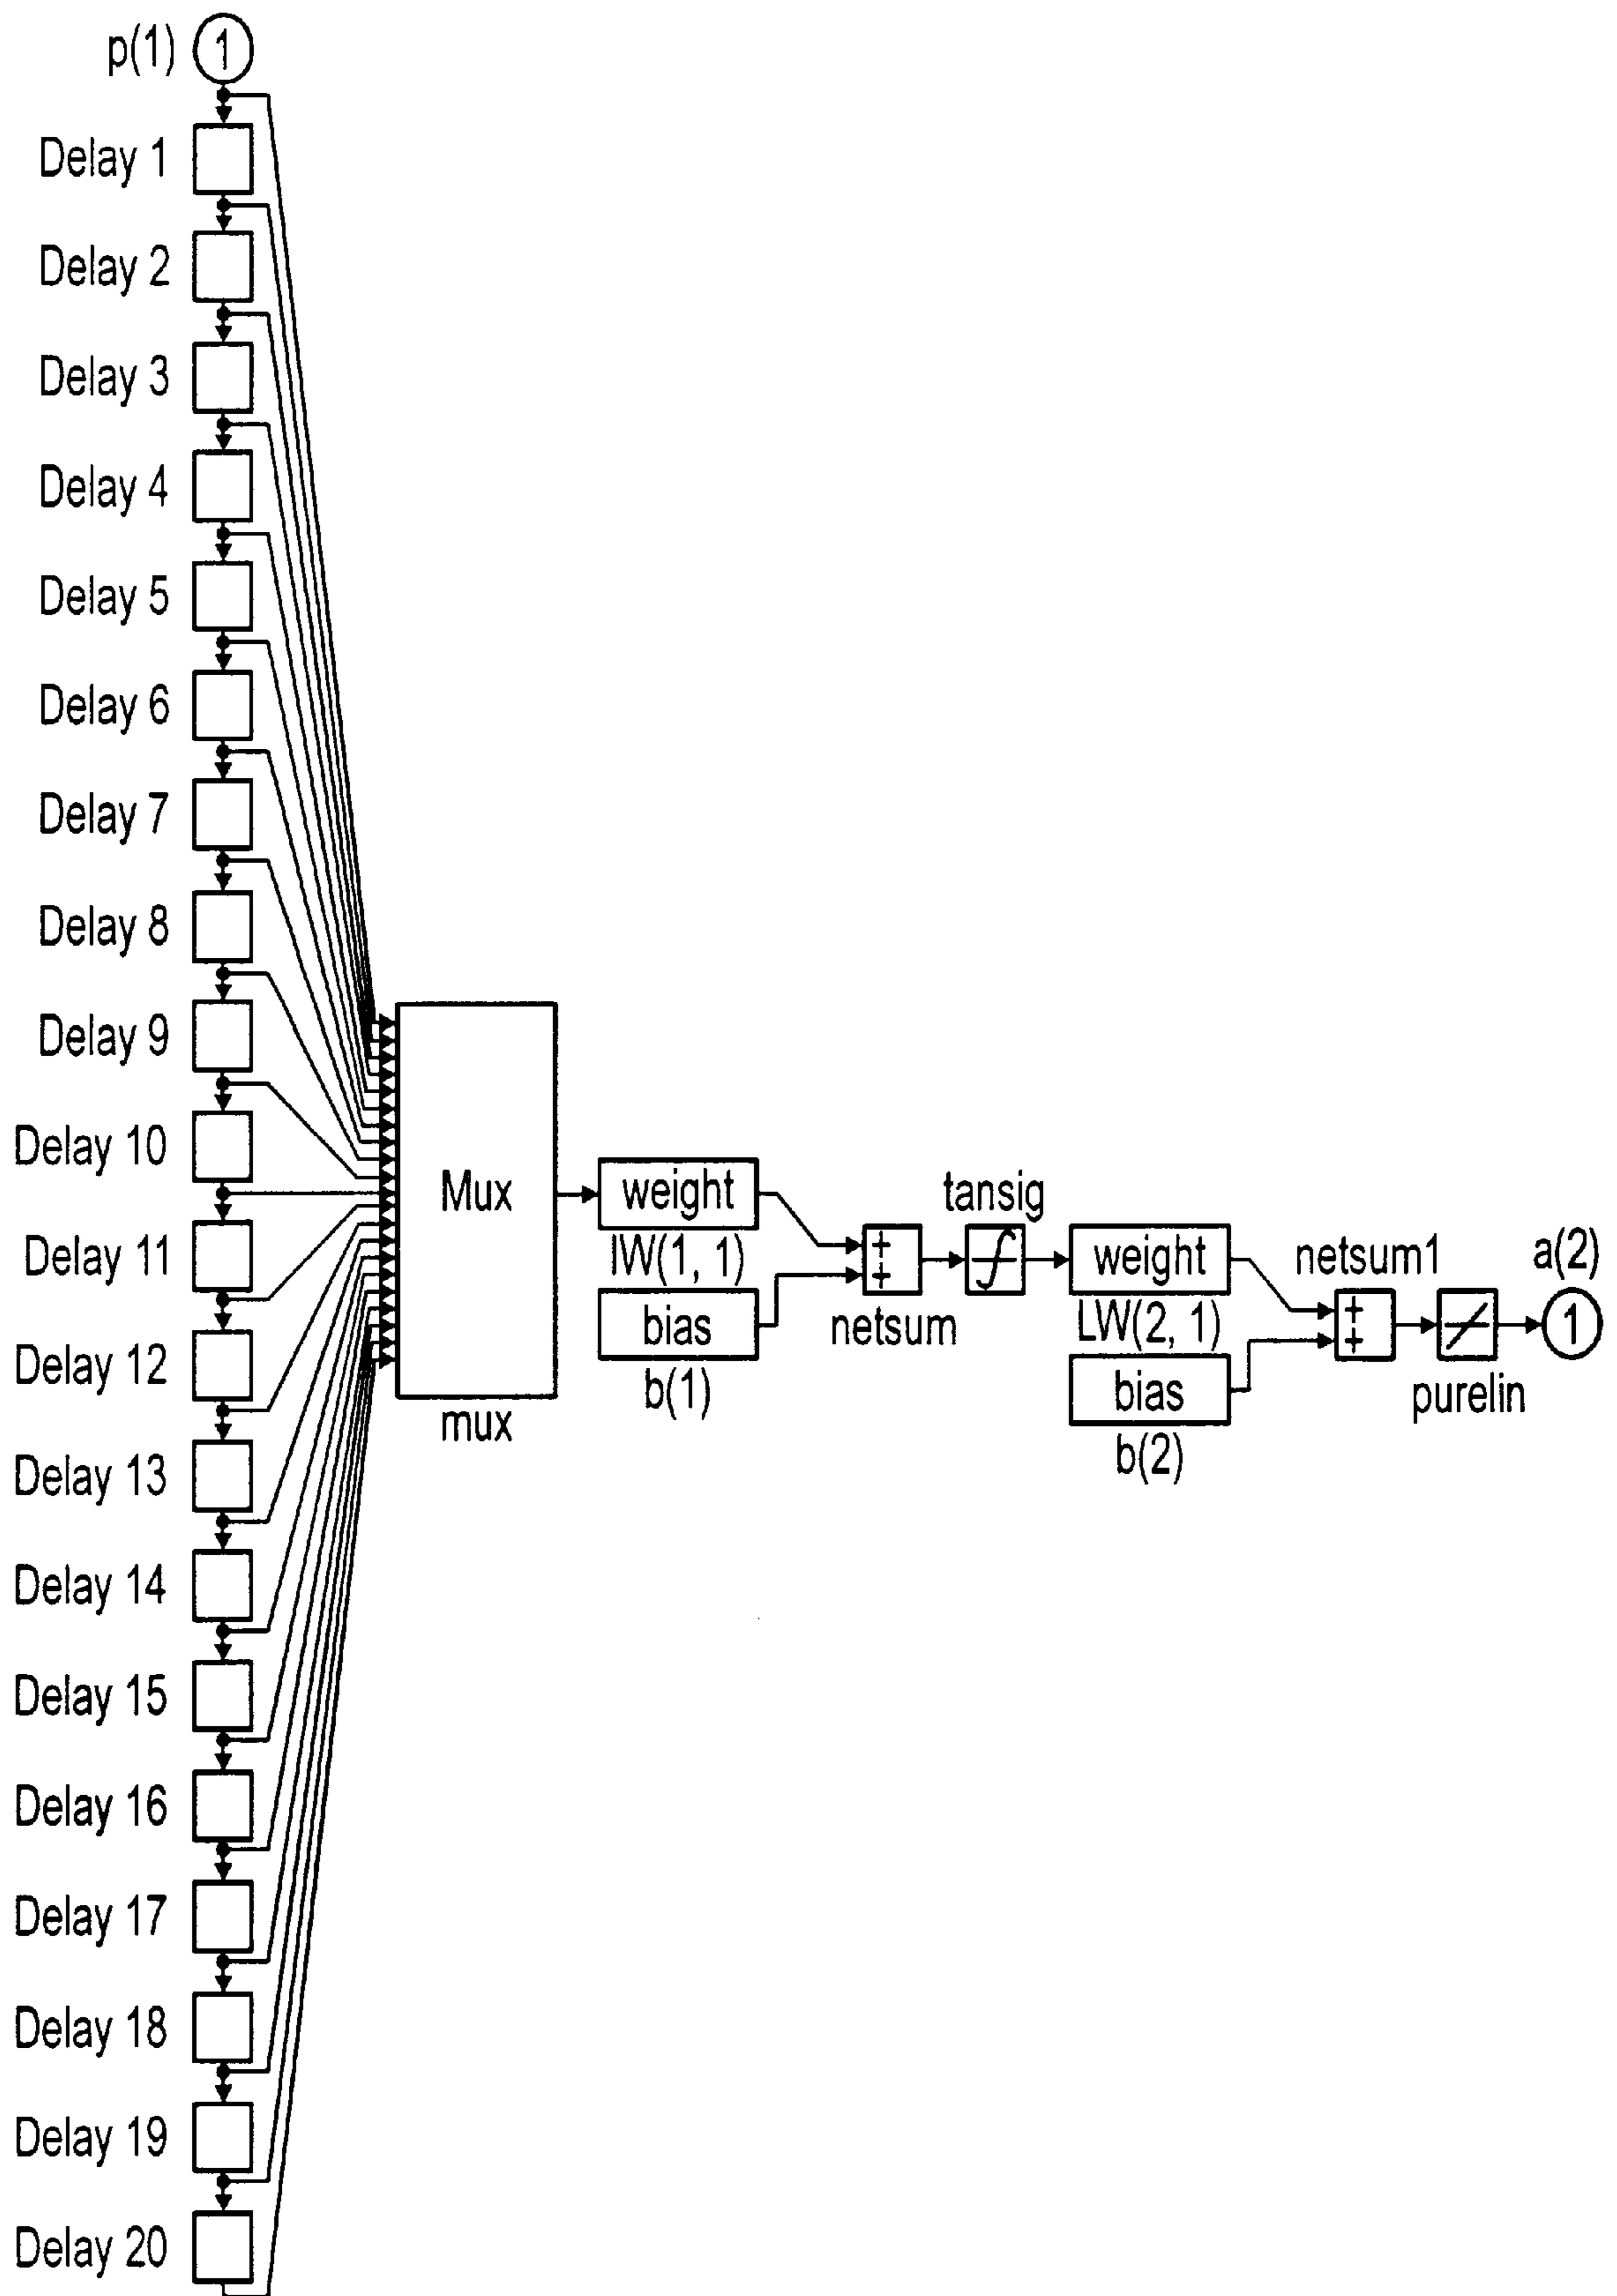 p(1) 1
Delay 1
Delay 2
Delay 3
Delay 4
Delay 5
Delay 6
Delay 7
Delay 8
Delay 9
Delay 10
Delay 11
Delay 12
Delay 13
Delay 14
Delay 15
Delay 16
Delay 17
Delay 18
Delay 19
Delay 20
Mux
mux
weight
IW(1, 1)
bias
b(1)
+
+
netsum
tansig
weight
LW(2, 1)
bias
b(2)
netsum1
+
+
purelin
a(2)
1